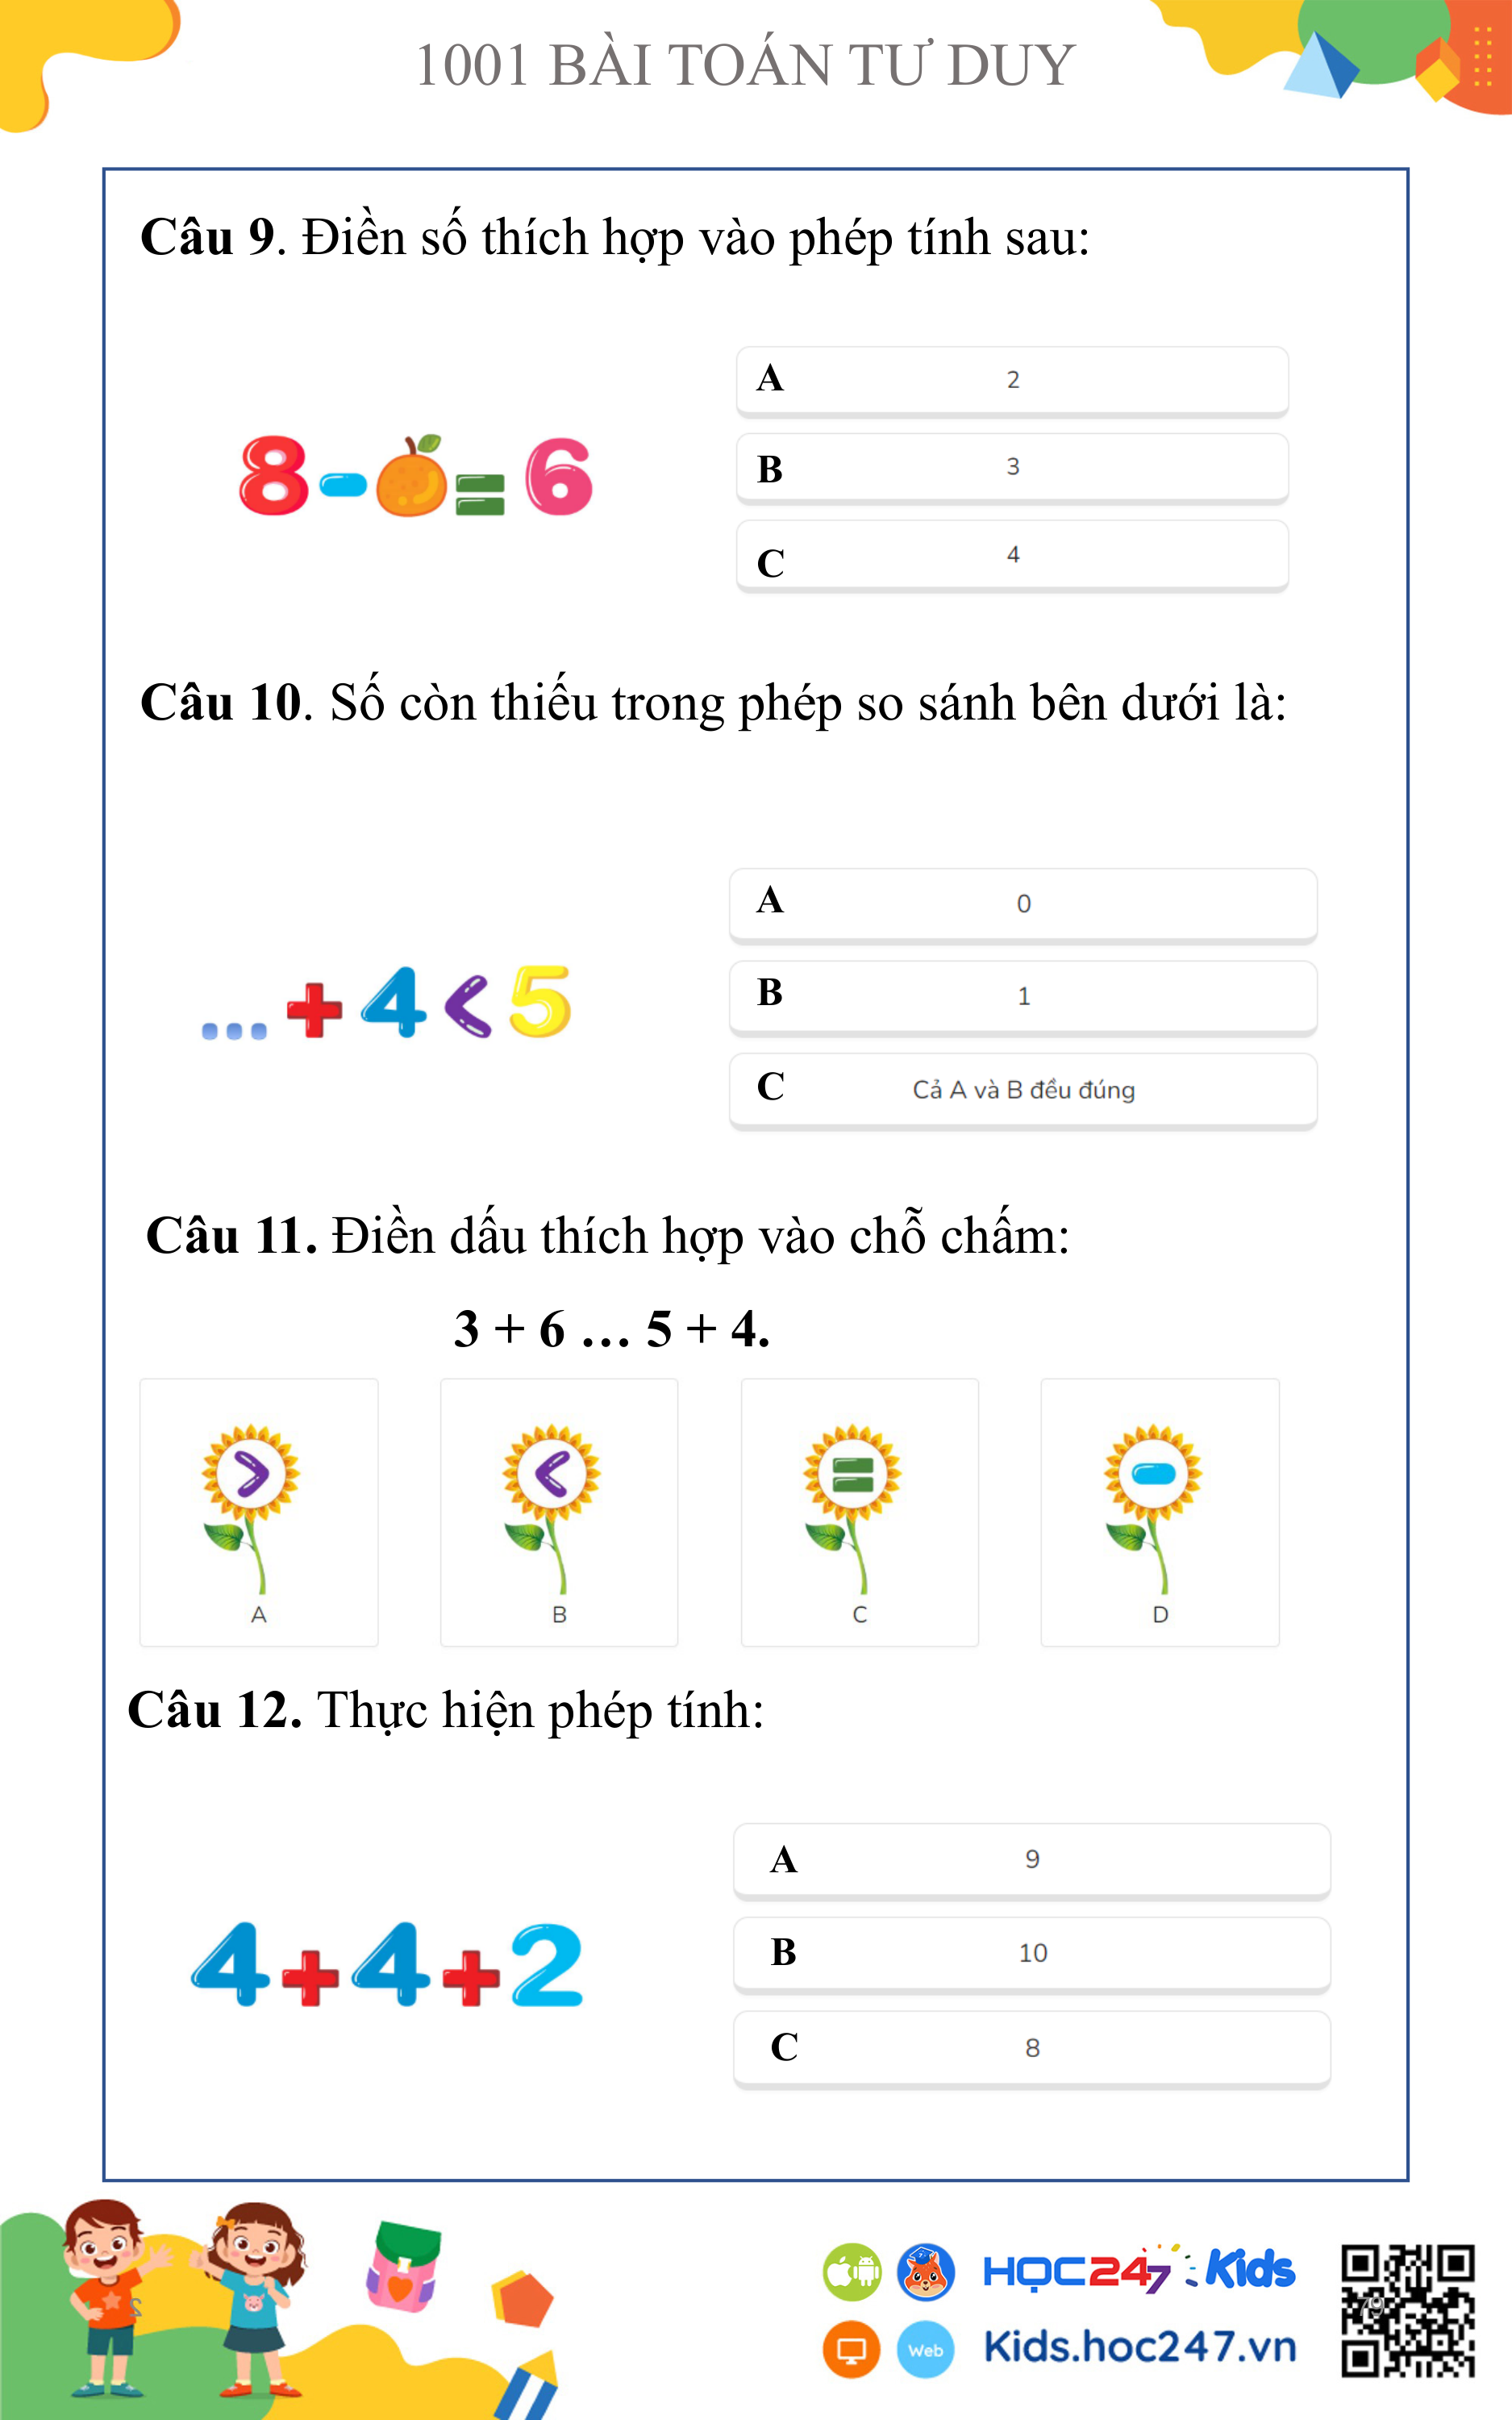 1001 BÀI TOÁN TƯ DUY
Câu 9. Điền số thích hợp vào phép tính sau:
8 - = 6
A 2
B 3
C 4
Câu 10. Số còn thiếu trong phép so sánh bên dưới là:
... + 4 < 5
A 0
B 1
C Cả A và B đều đúng
Câu 11. Điền dấu thích hợp vào chỗ chấm:
3 + 6 … 5 + 4.
> < = -
A B C D
Câu 12. Thực hiện phép tính:
4 + 4 + 2
A 9
B 10
C 8
2
HỌC247 Kids
79
Web Kids.hoc247.vn